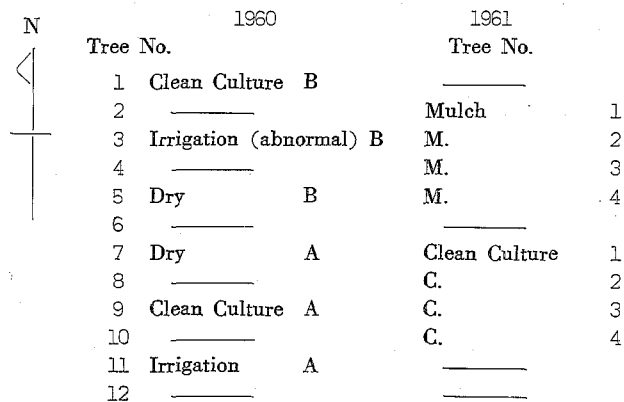 N 1960 1961
Tree No. Tree No.
1 Clean Culture B ———
2 ——— Mulch 1
3 Irrigation (abnormal) B M. 2
4 ——— M. 3
5 Dry B M. 4
6 ——— ———
7 Dry A Clean Culture 1
8 ——— C. 2
9 Clean Culture A C. 3
10 ——— C. 4
11 Irrigation A ———
12 ——— ———